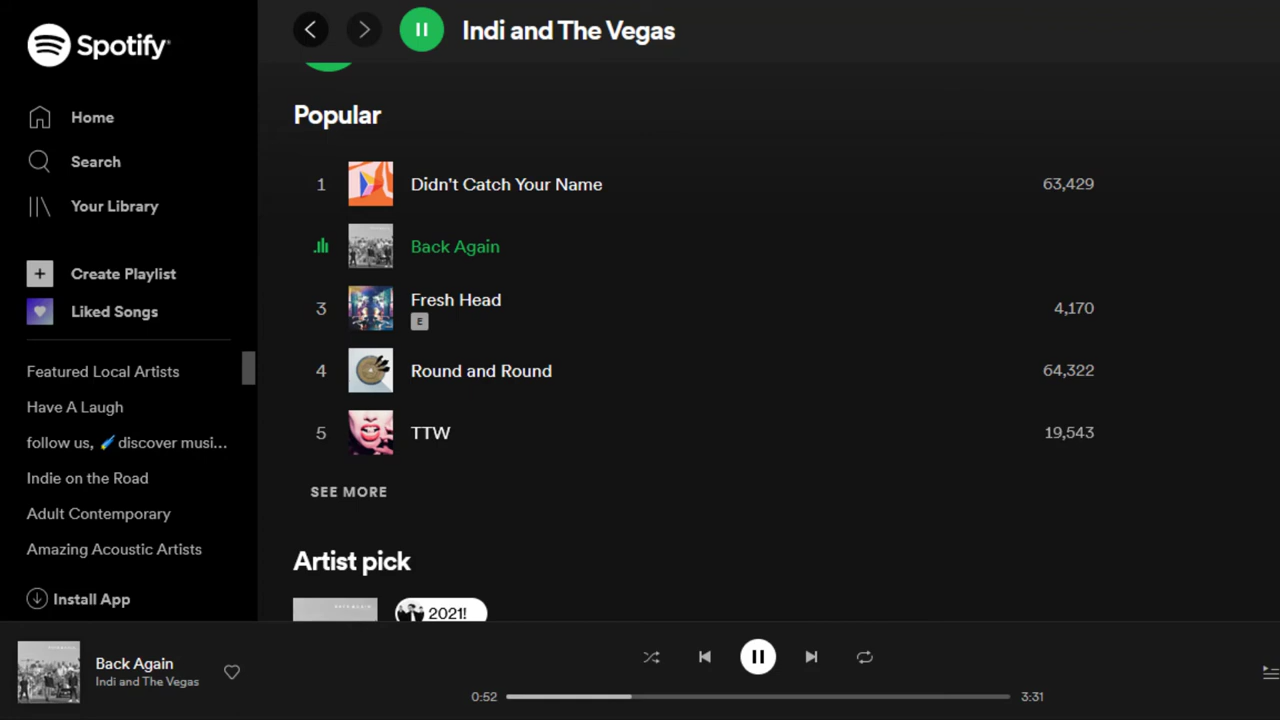 Spotify
Home
Search
Your Library
Create Playlist
Liked Songs
Featured Local Artists
Have A Laugh
follow us, discover musi...
Indie on the Road
Adult Contemporary
Amazing Acoustic Artists
Install App
Indi and The Vegas
Popular
1 Didn't Catch Your Name 63,429
Back Again
3 Fresh Head 4,170
E
4 Round and Round 64,322
5 TTW 19,543
SEE MORE
Artist pick
2021!
Back Again
Indi and The Vegas
0:52 3:31